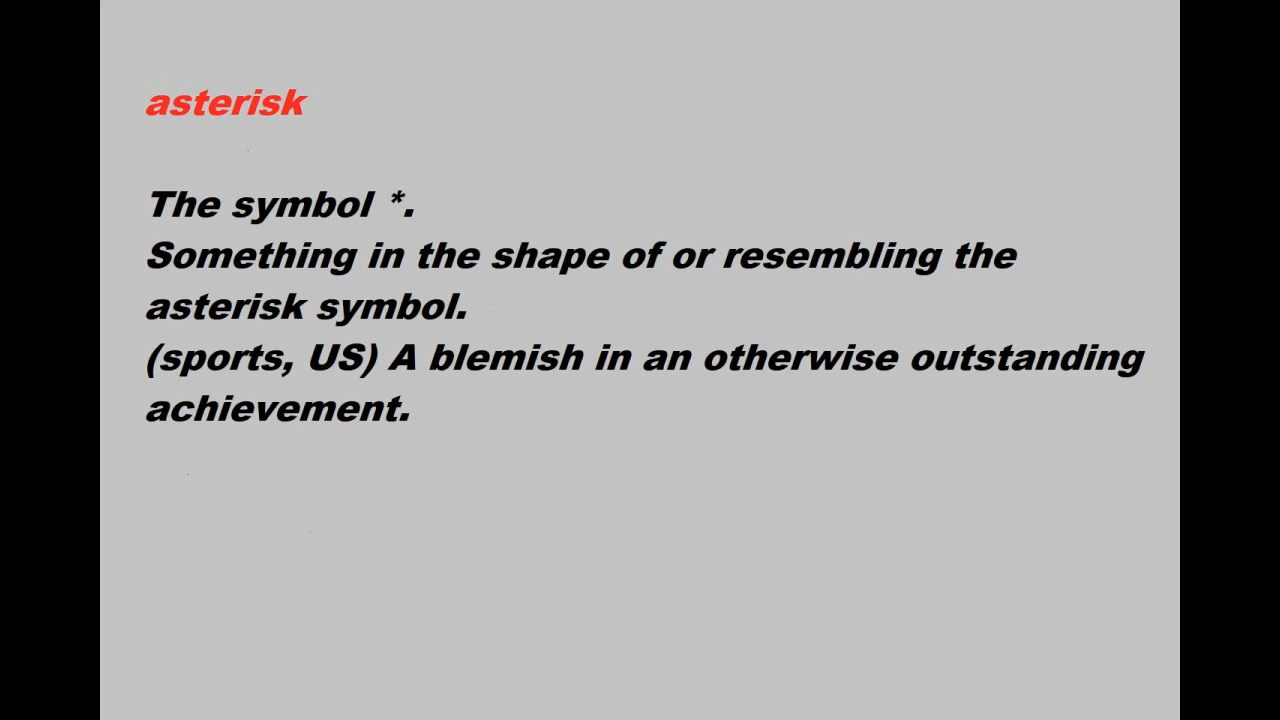 asterisk
The symbol *.
Something in the shape of or resembling the
asterisk symbol.
(sports, US) A blemish in an otherwise outstanding
achievement.